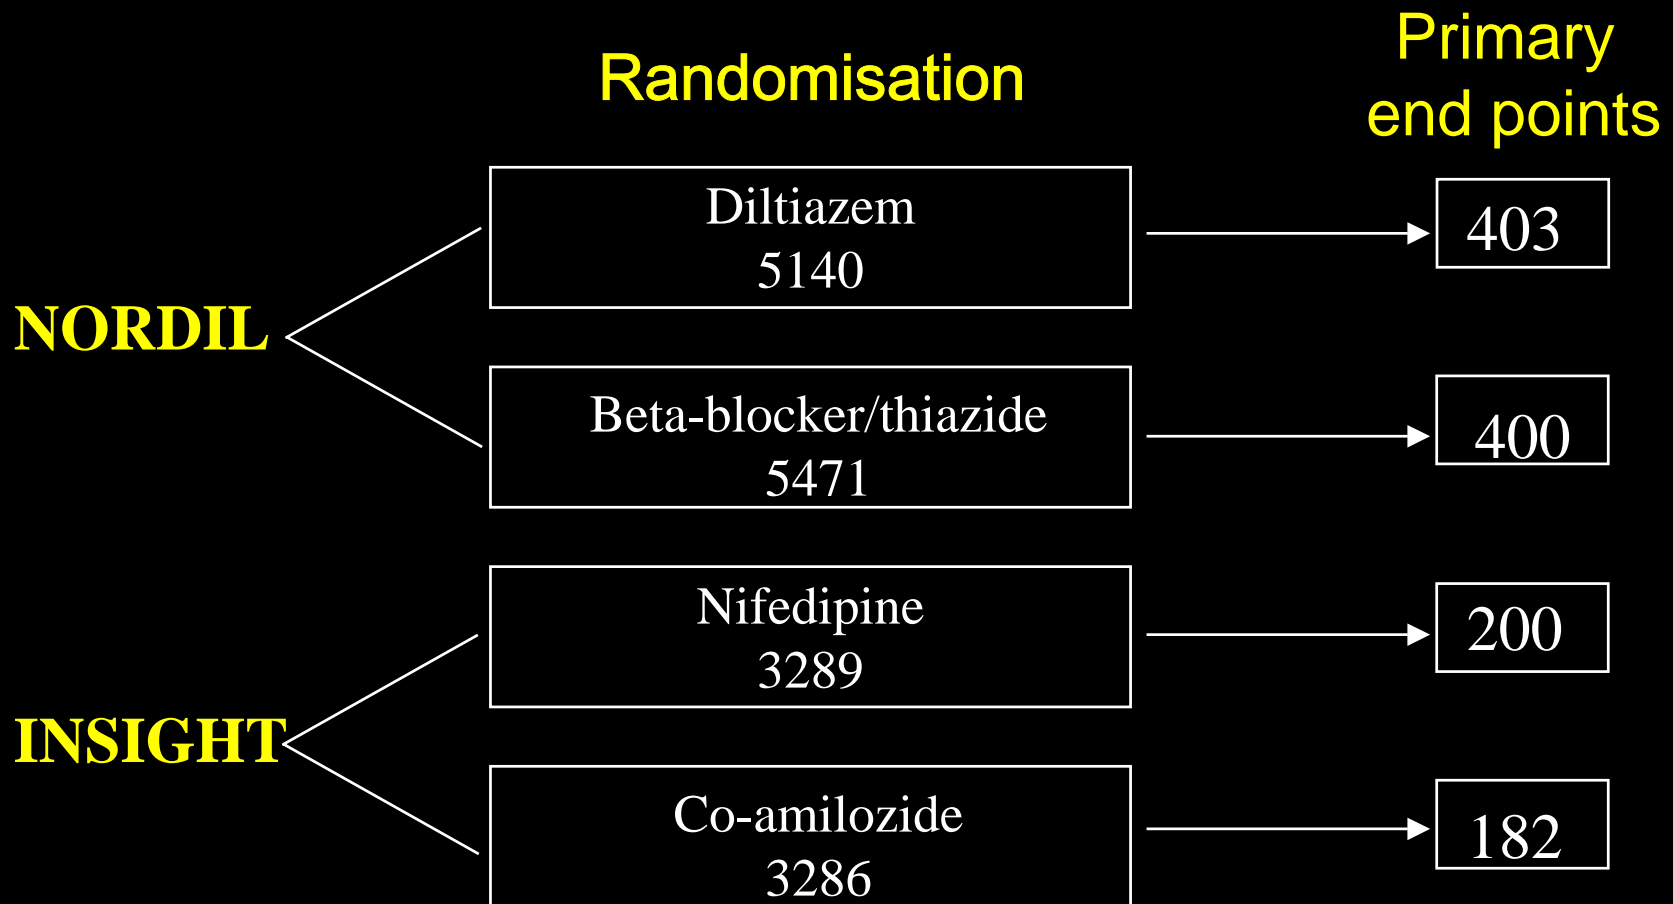 Randomisation
Primary
end points
NORDIL
Diltiazem
5140
403
Beta-blocker/thiazide
5471
400
INSIGHT
Nifedipine
3289
200
Co-amilozide
3286
182